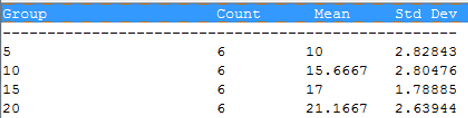 Group Count Mean Std Dev
------------------------------------------------------
5 6 10 2.82843
10 6 15.6667 2.80476
15 6 17 1.78885
20 6 21.1667 2.63944